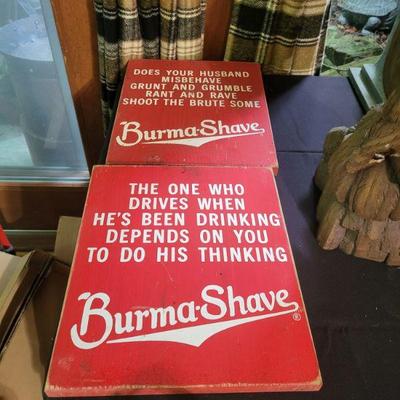 DOES YOUR HUSBAND
MISBEHAVE
GRUNT AND GRUMBLE
RANT AND RAVE
SHOOT THE BRUTE SOME
Burma-Shave
THE ONE WHO
DRIVES WHEN
HE'S BEEN DRINKING
DEPENDS ON YOU
TO DO HIS THINKING
Burma-Shave®